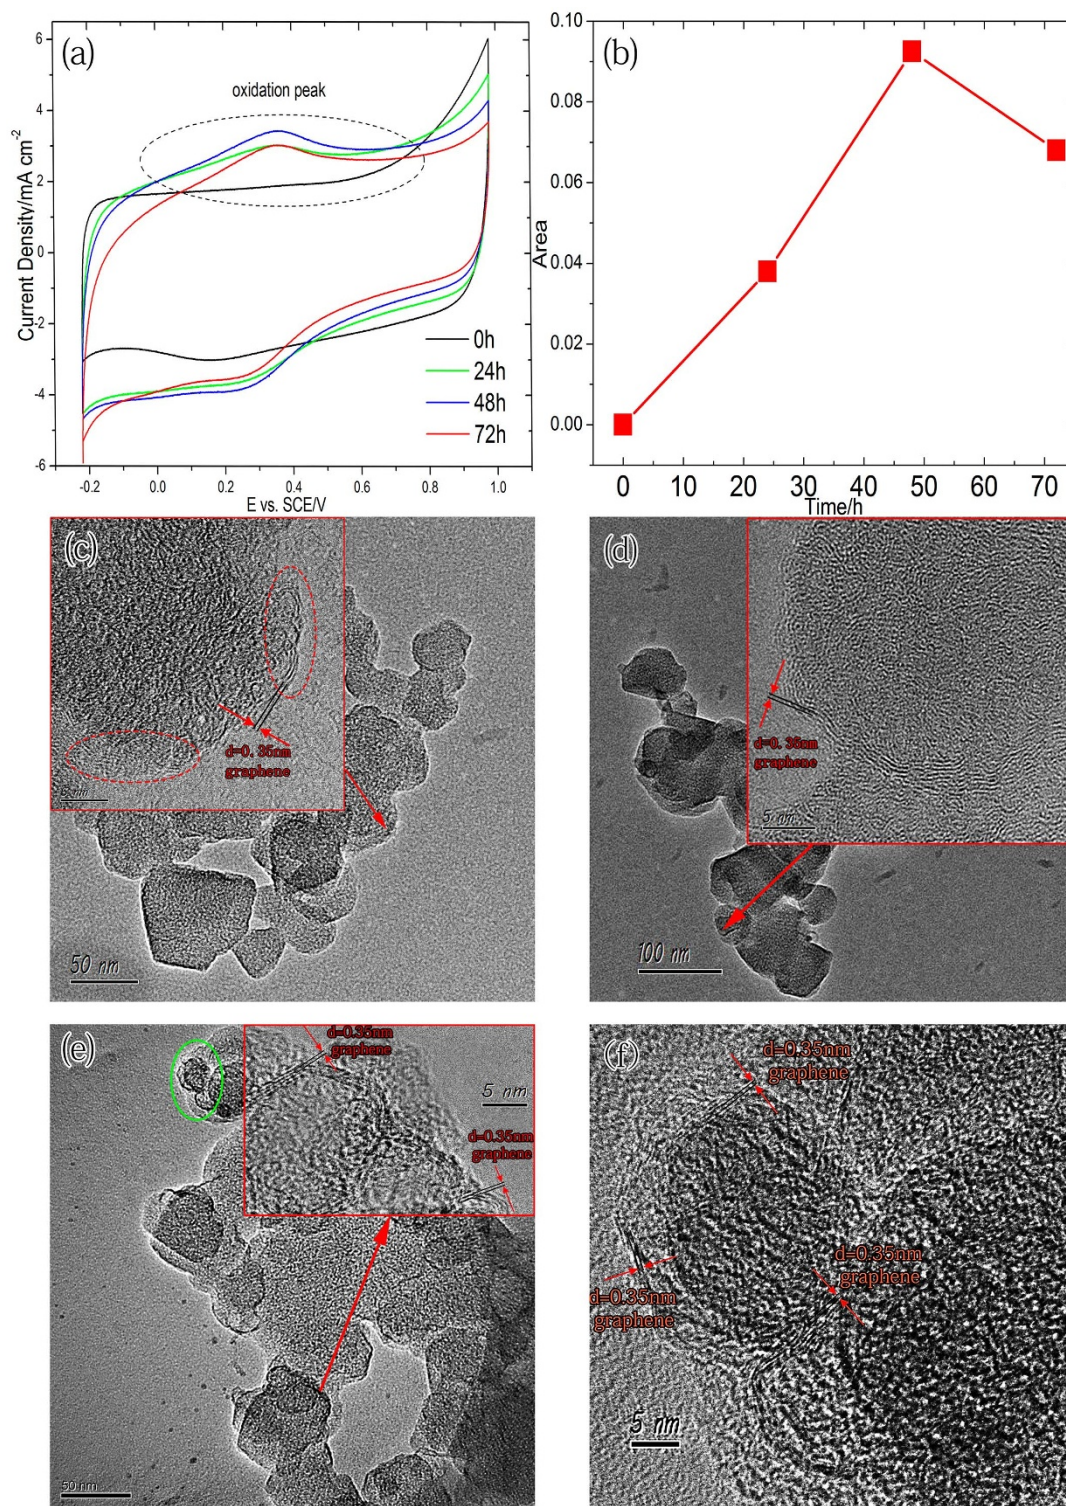 (a)
oxidation peak
Current Density/mA cm-2
6
4
2
0
-2
-4
-6
-0.2
0.0
0.2
0.4
0.6
0.8
1.0
E vs. SCE/V
0h
24h
48h
72h
(b)
Area
0.10
0.08
0.06
0.04
0.02
0.00
0
10
20
30
40
50
60
70
Time/h
(c)
d=0.35nm
graphene
50 nm
(d)
d=0.35nm
graphene
5 nm
100 nm
(e)
d=0.35nm
graphene
5 nm
d=0.35nm
graphene
50 nm
(f)
d=0.35nm
graphene
d=0.35nm
graphene
d=0.35nm
graphene
5 nm